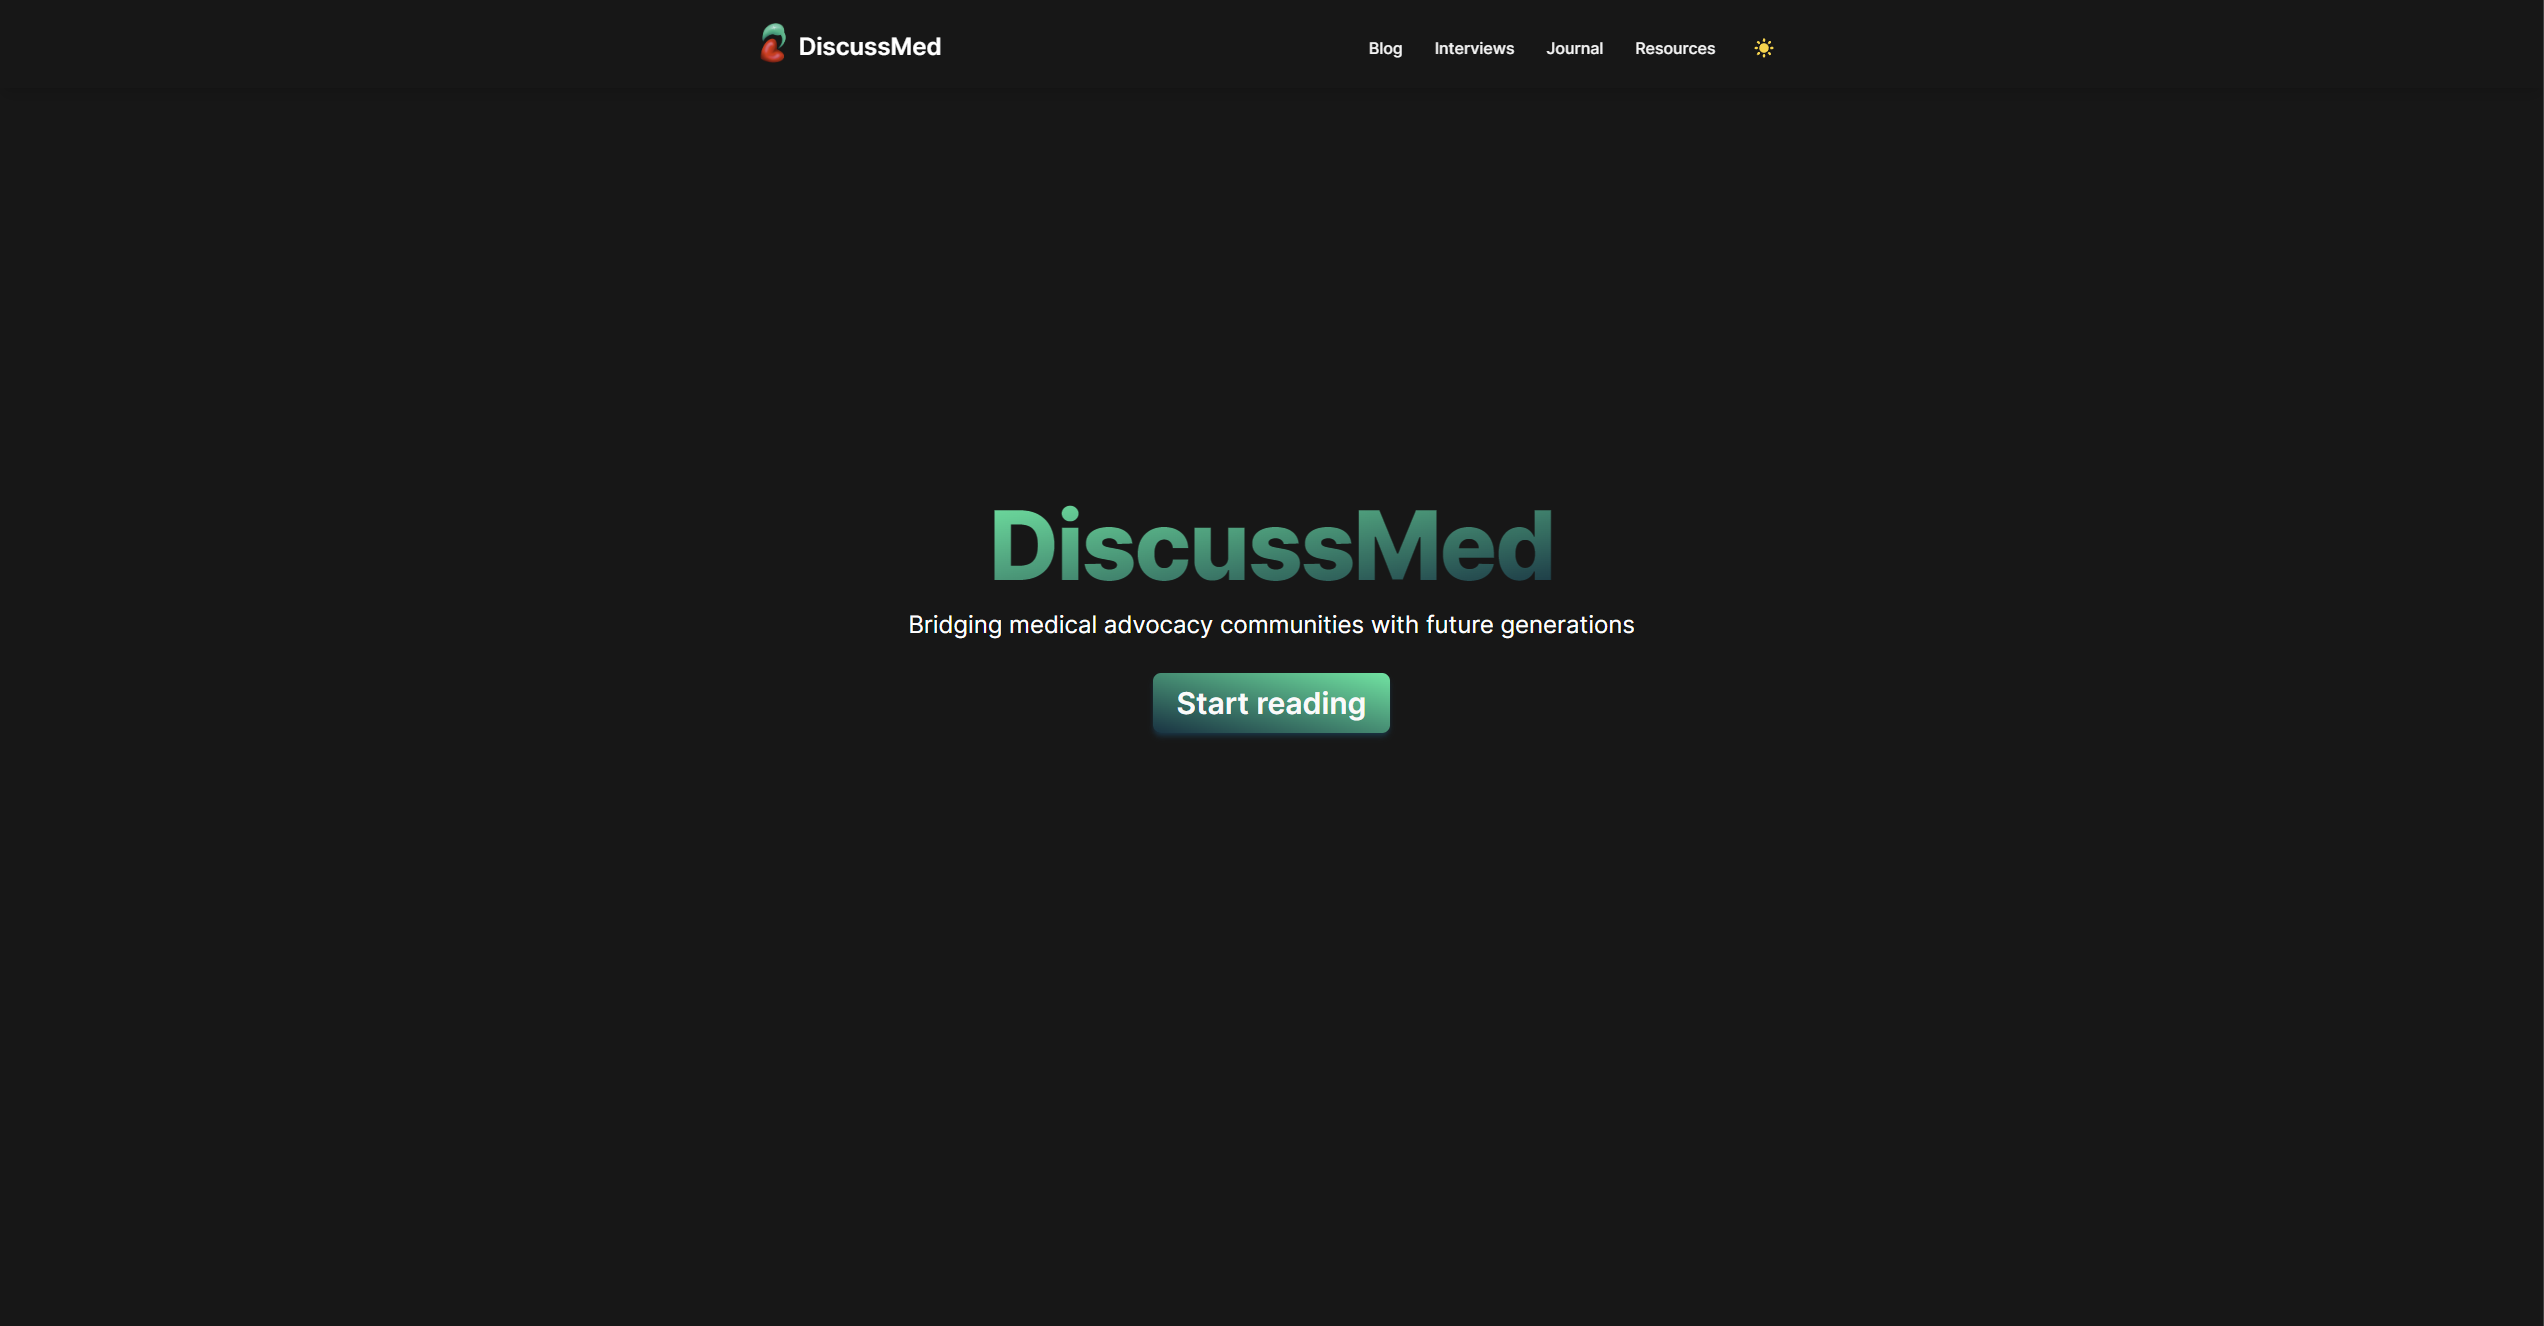 DiscussMed
Blog Interviews Journal Resources
DiscussMed
Bridging medical advocacy communities with future generations
Start reading